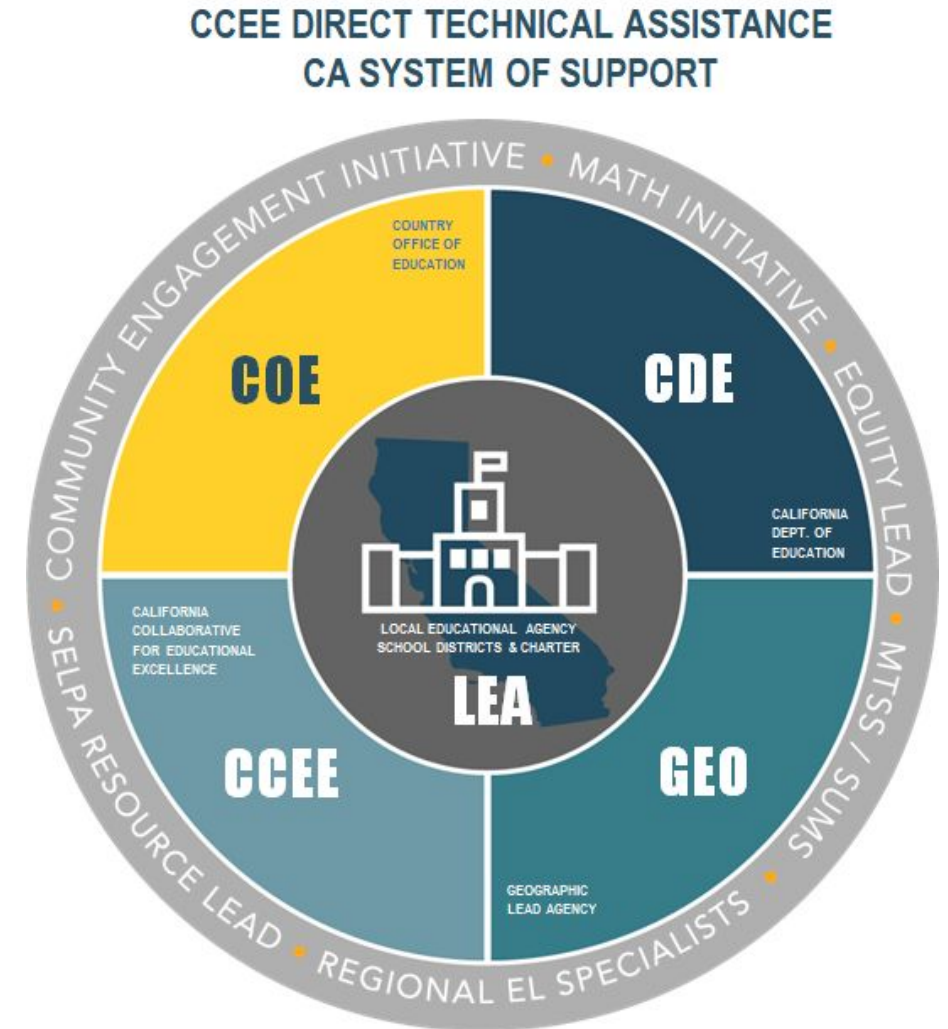 CCEE DIRECT TECHNICAL ASSISTANCE
CA SYSTEM OF SUPPORT
COMMUNITY ENGAGEMENT INITIATIVE • MATH INITIATIVE • EQUITY LEAD • MTSS / SUMS • REGIONAL EL SPECIALISTS • SELPA RESOURCE LEAD •
COUNTRY
OFFICE OF
EDUCATION
COE
CDE
CALIFORNIA
DEPT. OF
EDUCATION
LOCAL EDUCATIONAL AGENCY
SCHOOL DISTRICTS & CHARTER
LEA
CALIFORNIA
COLLABORATIVE
FOR EDUCATIONAL
EXCELLENCE
CCEE
GEO
GEOGRAPHIC
LEAD AGENCY